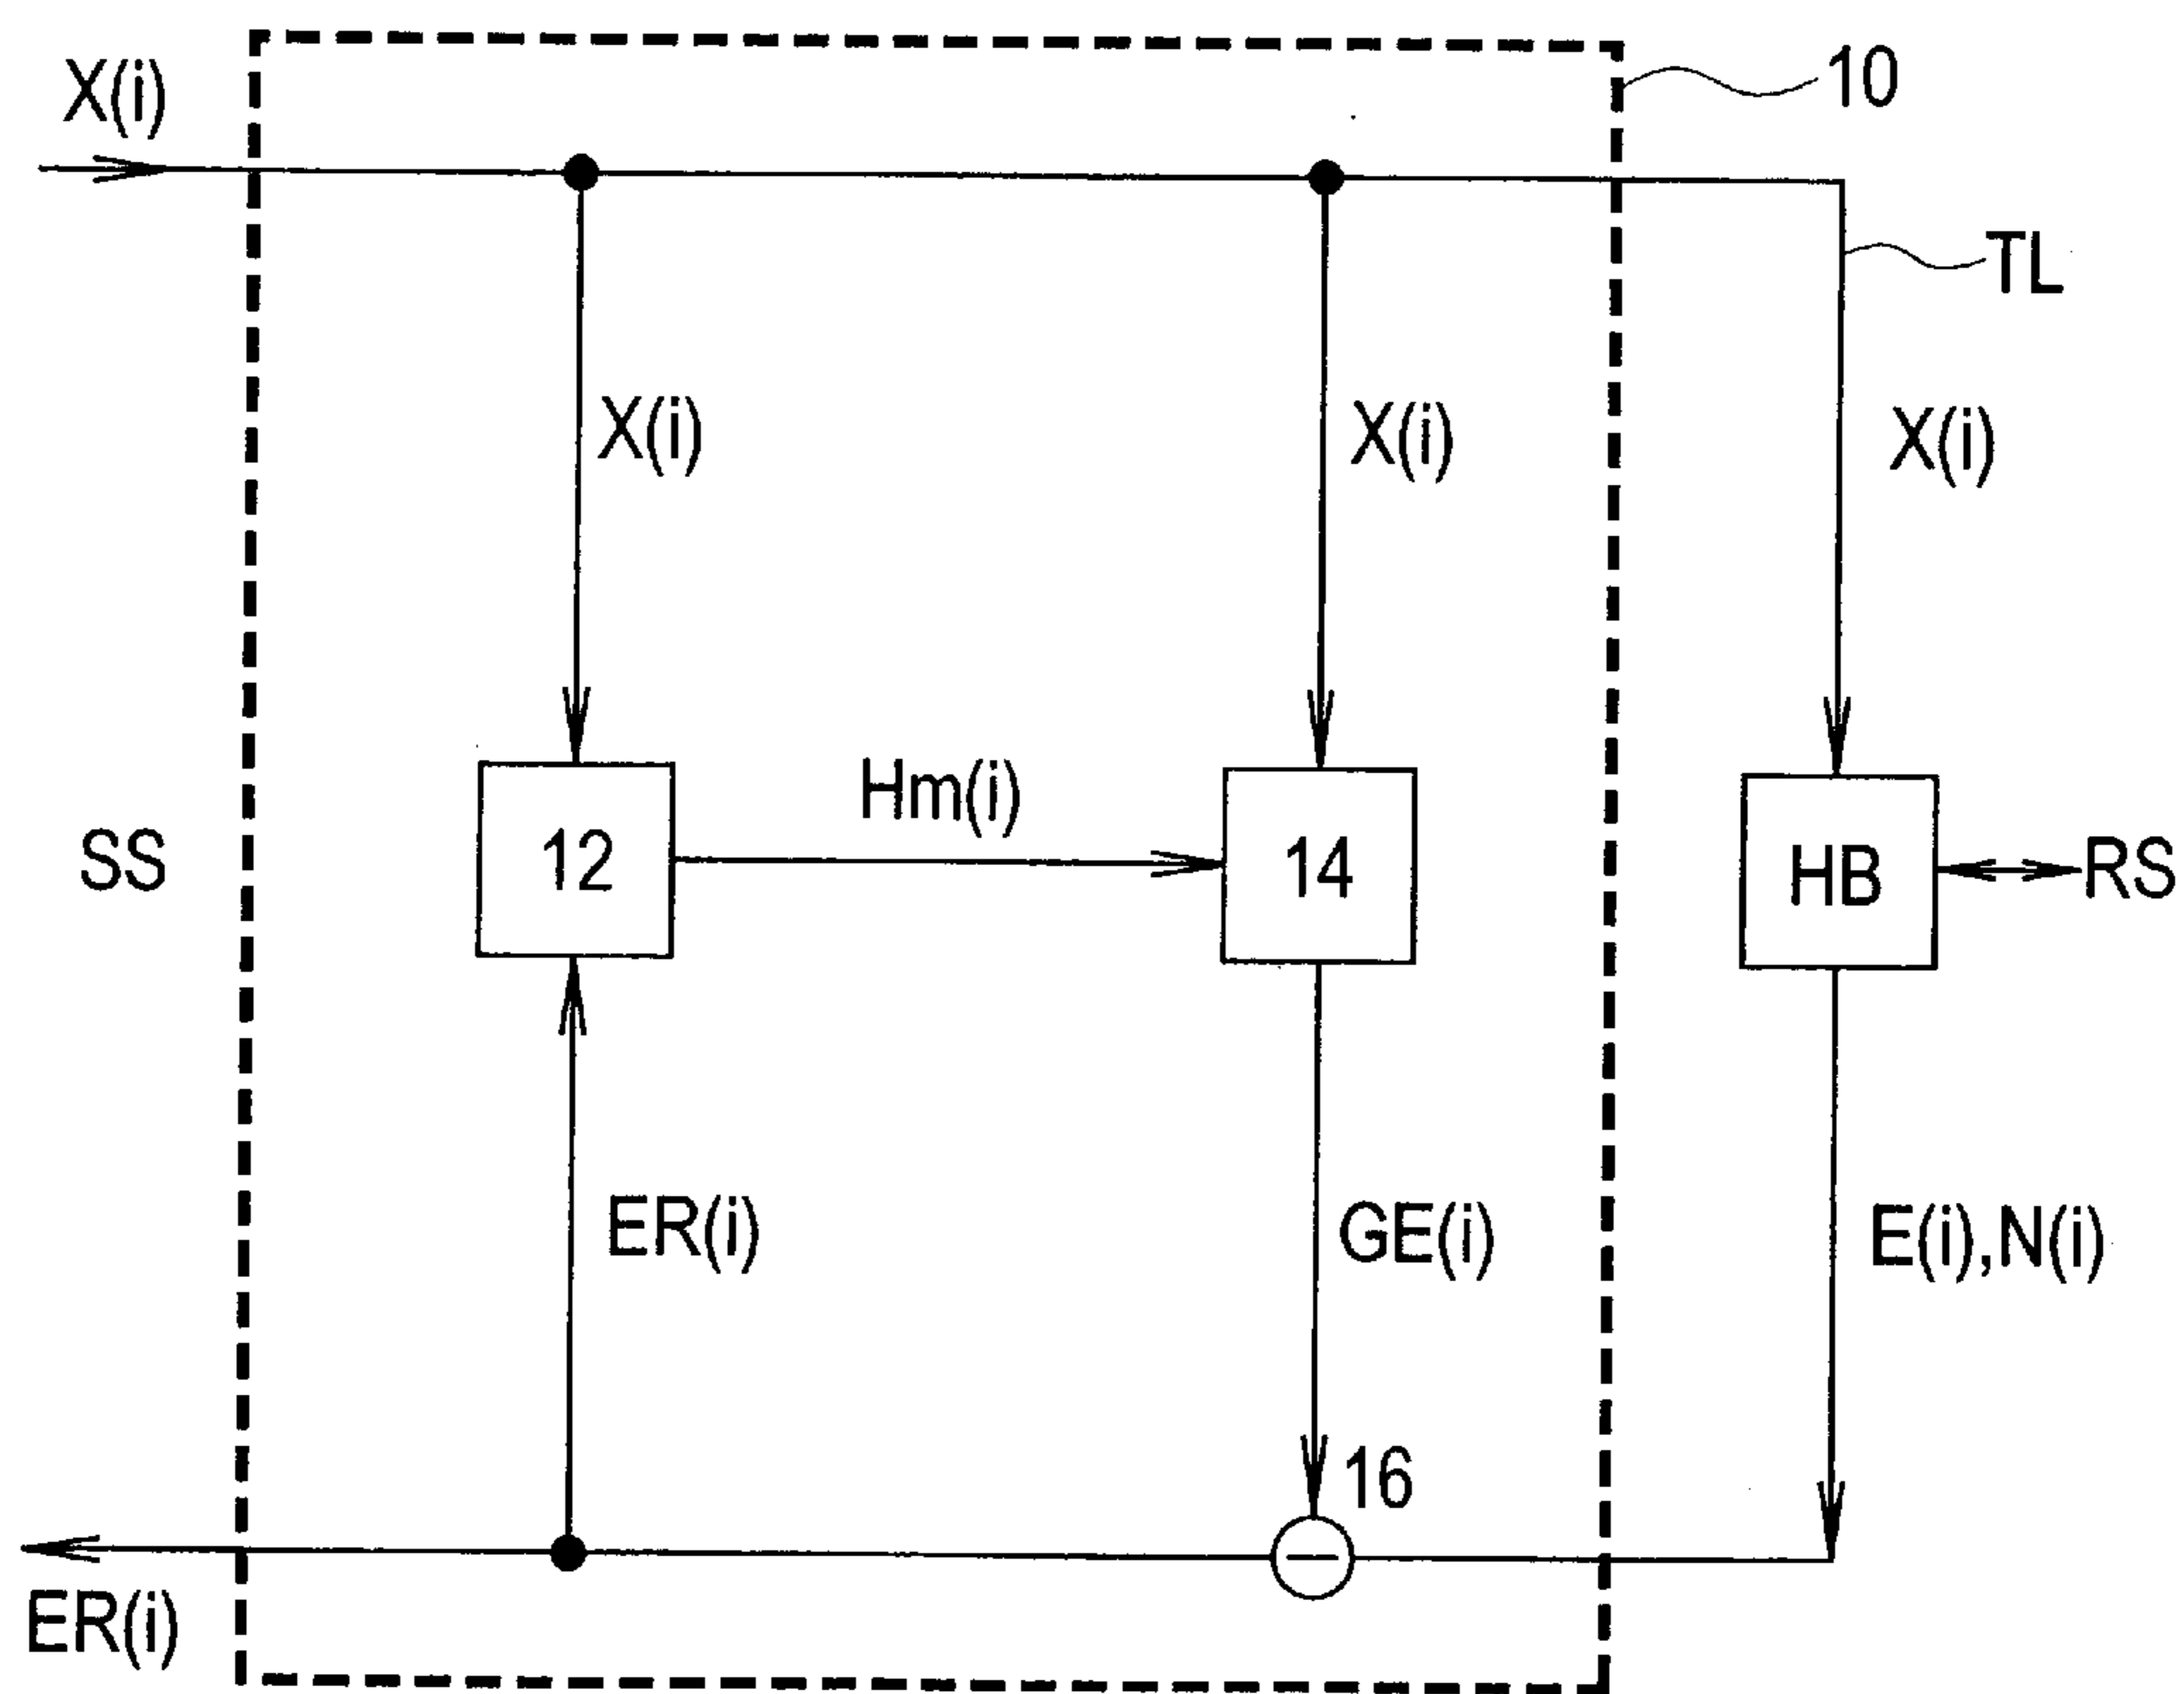 X(i)
10
TL
X(i)
X(i)
X(i)
Hm(i)
SS
12
14
HB
RS
ER(i)
GE(i)
E(i),N(i)
16
ER(i)